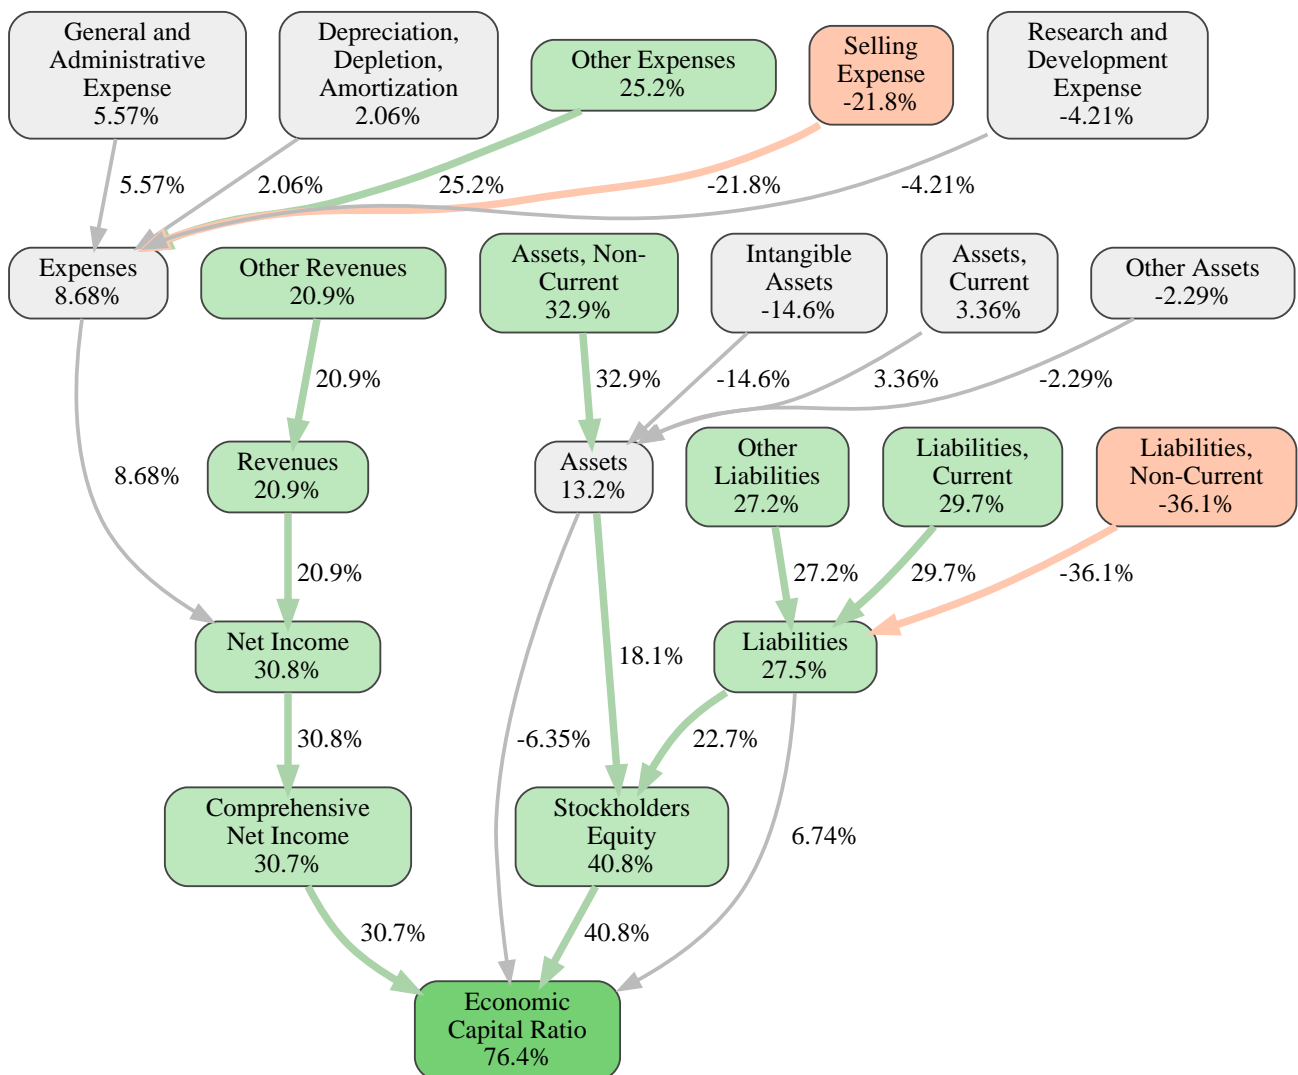 General and
Administrative
Expense
5.57%
Depreciation,
Depletion,
Amortization
2.06%
Other Expenses
25.2%
Selling
Expense
-21.8%
Research and
Development
Expense
-4.21%
5.57%
2.06%
25.2%
-21.8%
-4.21%
Expenses
8.68%
Other Revenues
20.9%
Assets, Non-
Current
32.9%
Intangible
Assets
-14.6%
Assets,
Current
3.36%
Other Assets
-2.29%
20.9%
32.9%
-14.6%
3.36%
-2.29%
8.68%
Revenues
20.9%
Assets
13.2%
Other
Liabilities
27.2%
Liabilities,
Current
29.7%
Liabilities,
Non-Current
-36.1%
20.9%
27.2%
29.7%
-36.1%
Net Income
30.8%
18.1%
Liabilities
27.5%
30.8%
-6.35%
22.7%
Comprehensive
Net Income
30.7%
Stockholders
Equity
40.8%
6.74%
30.7%
40.8%
Economic
Capital Ratio
76.4%